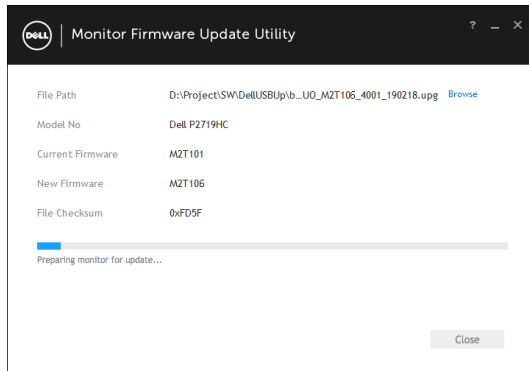 DELL Monitor Firmware Update Utility ?
File Path D:\Project\SW\DellUSBUp\b...UO_M2T106_4001_190218.upg Browse
Model No Dell P2719HC
Current Firmware M2T101
New Firmware M2T106
File Checksum 0xFD5F
Preparing monitor for update...
Close